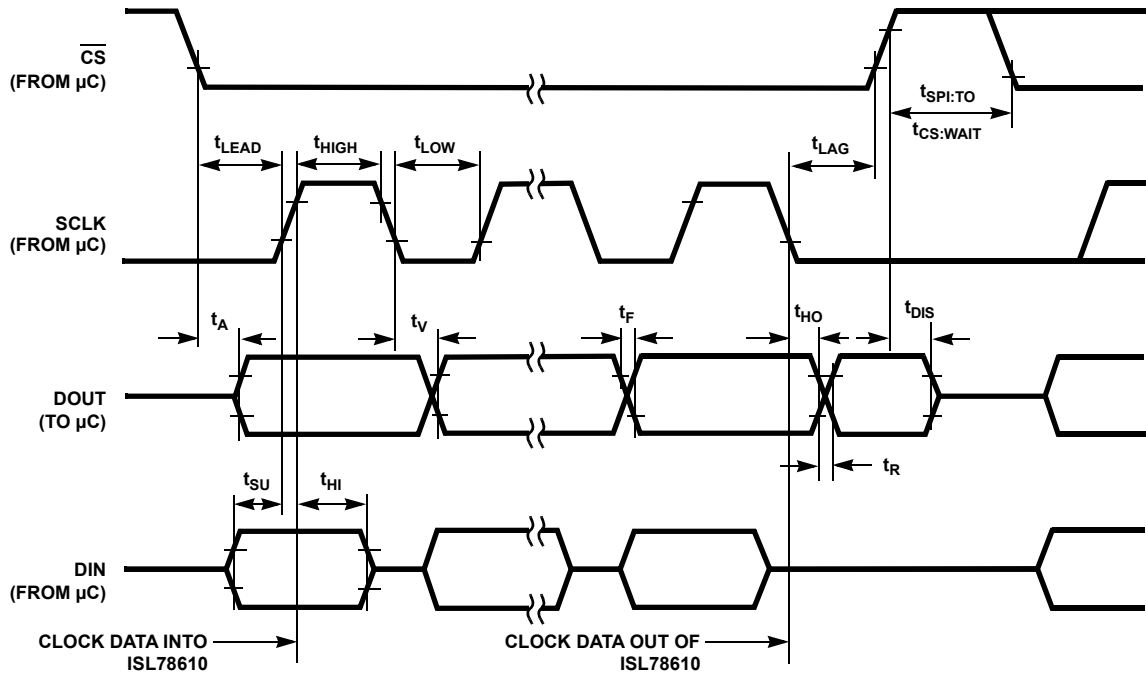 CS
(FROM µC)
tSPI:TO
tCS:WAIT
tLEAD
tHIGH
tLOW
tLAG
SCLK
(FROM µC)
tA
tV
tF
tHO
tDIS
DOUT
(TO µC)
tR
tSU
tHI
DIN
(FROM µC)
CLOCK DATA INTO
ISL78610
CLOCK DATA OUT OF
ISL78610